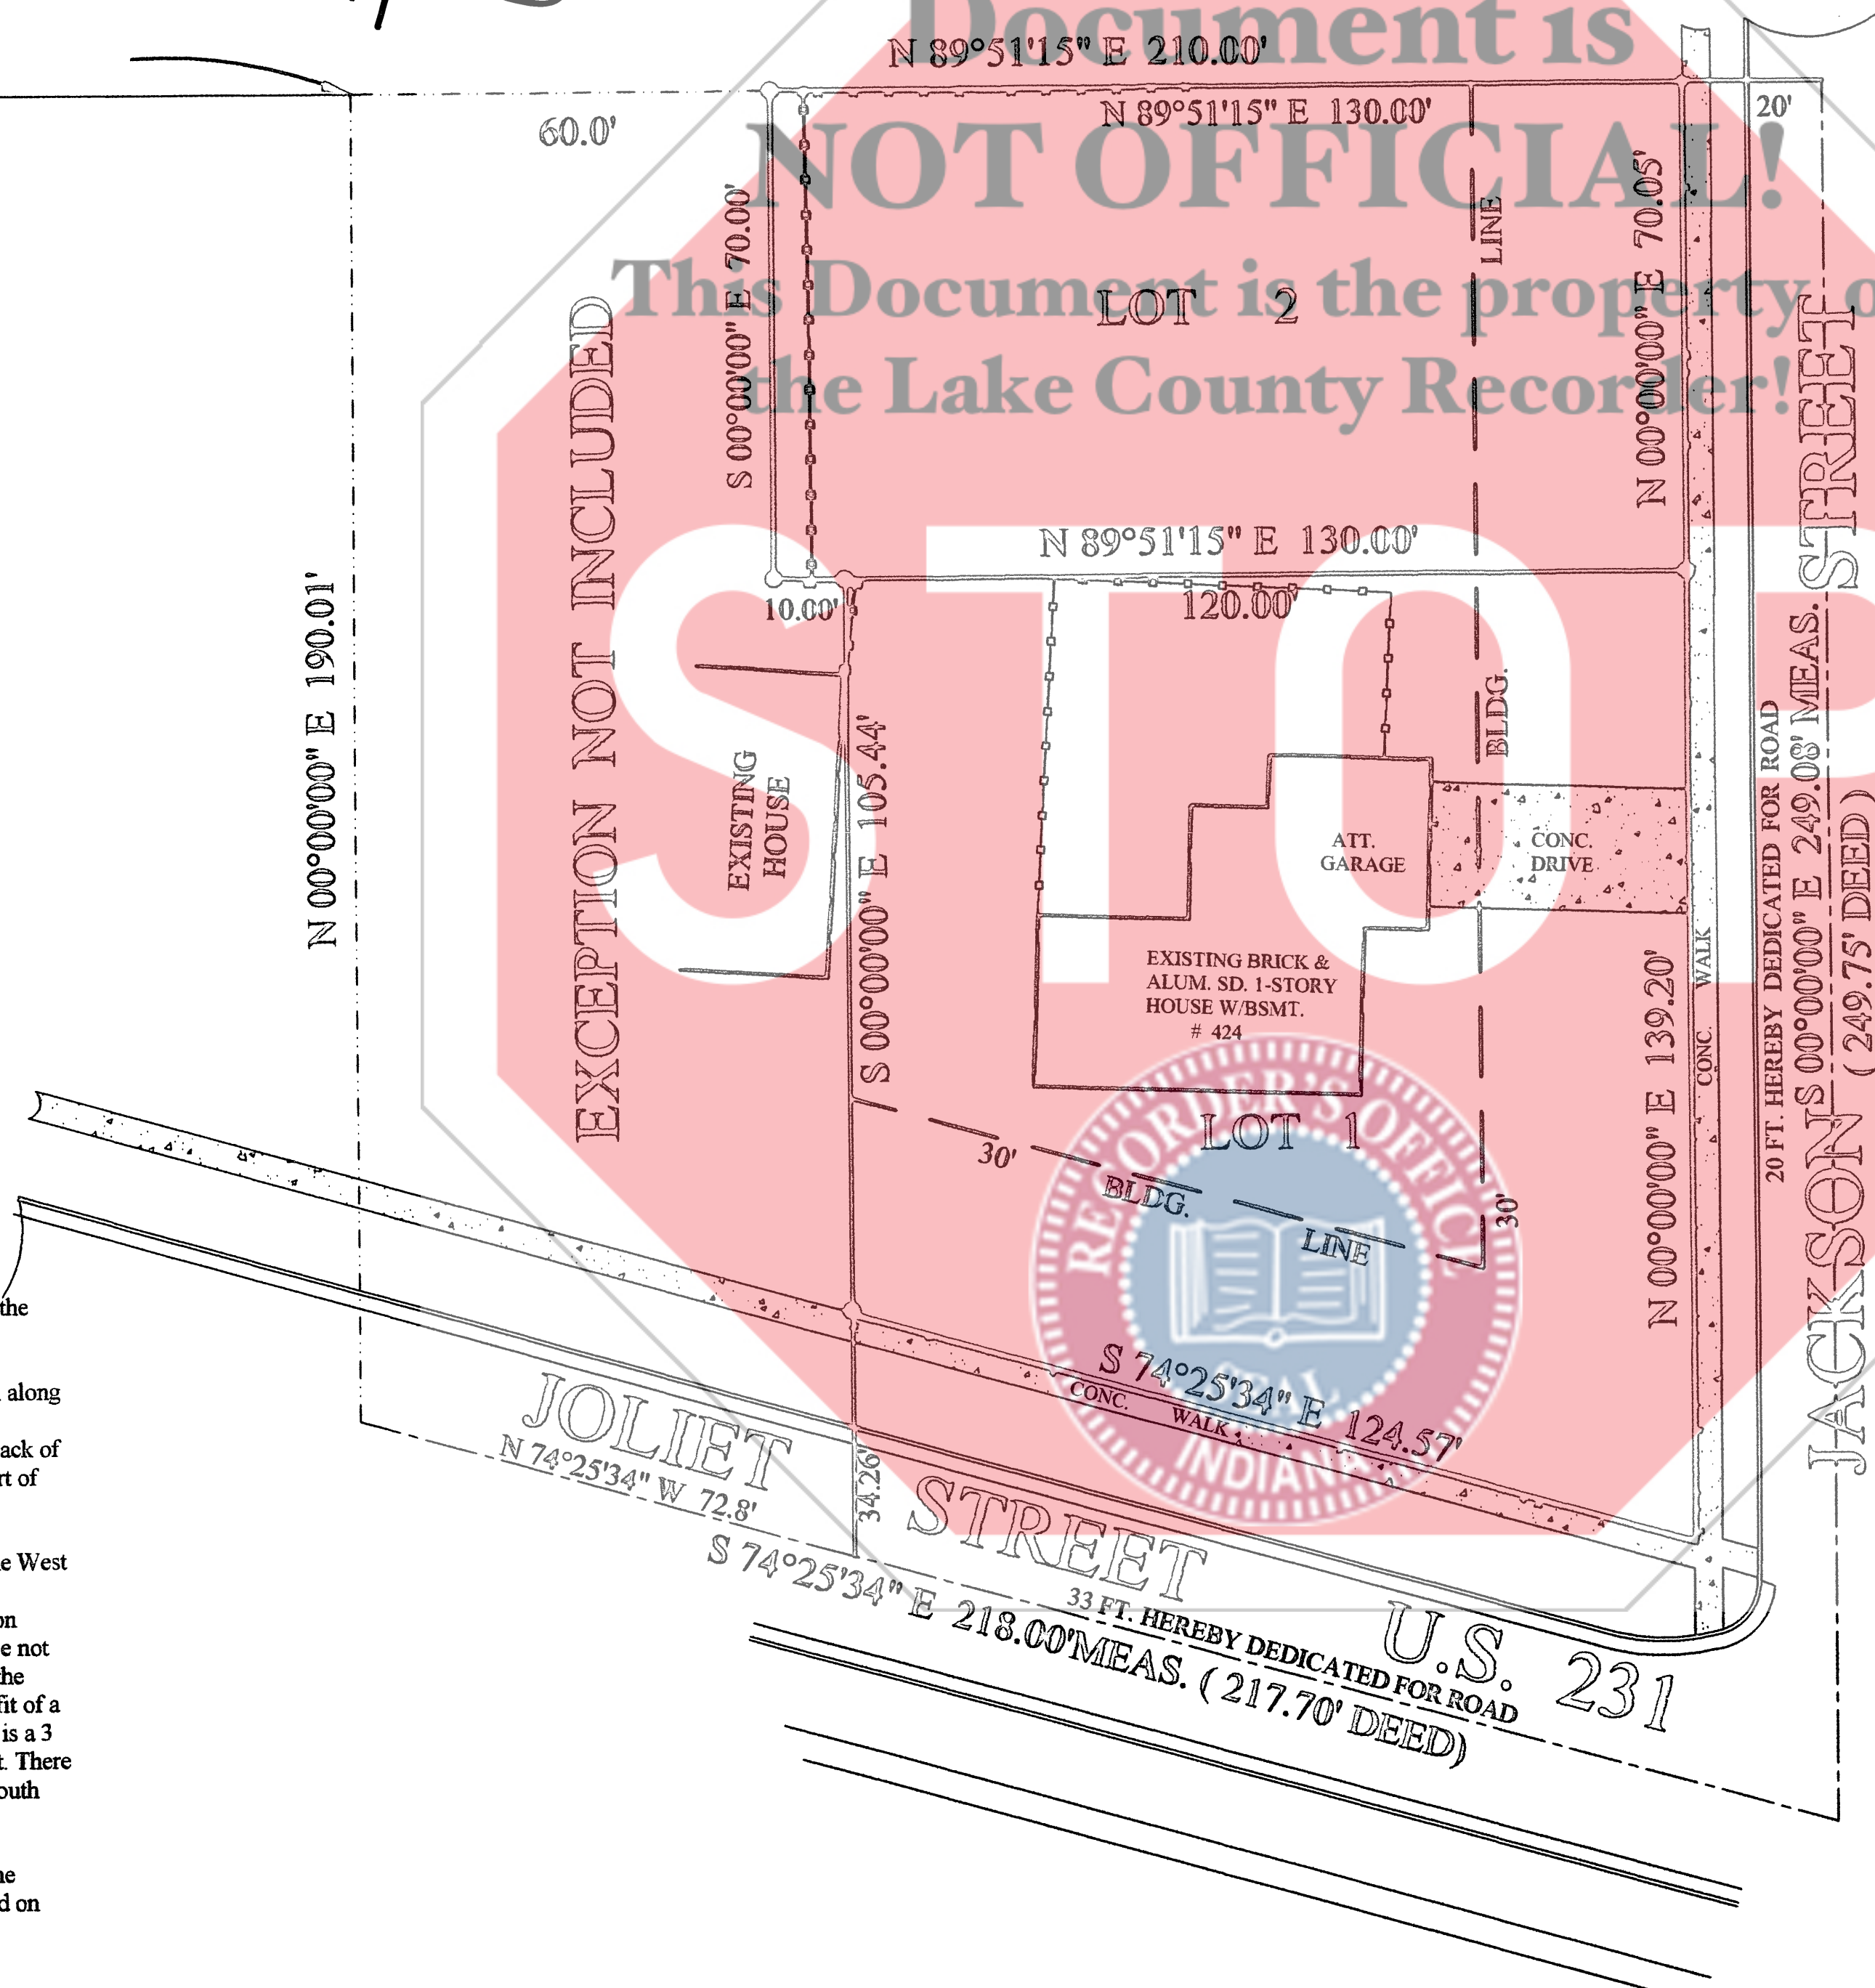 Document is
NOT OFFICIAL!
This Document is the property o
the Lake County Recorder!
STOP
N 89°51'15" E 210.00'
N 89°51'15" E 130.00'
60.0'
20'
S 00°00'00" E 70.00'
LINE
N 00°00'00" E 70.05'
LOT 2
EXCEPTION NOT INCLUDED
N 00°00'00" E 190.01'
N 89°51'15" E 130.00'
10.00'
120.00'
BLDG.
EXISTING
HOUSE
S 00°00'00" E 105.44'
ATT.
GARAGE
CONC.
DRIVE
EXISTING BRICK &
ALUM. SD. 1-STORY
HOUSE W/BSMT.
# 424
N 00°00'00" E 139.20'
CONC. WALK
20 FT. HEREBY DEDICATED FOR ROAD
S 00°00'00" E 249.08' MEAS.
( 249.75' DEED )
JACKSON STREET
LOT 1
30'
BLDG.
LINE
30'
RECORDER'S OFFICE
SEAL
INDIANA
S 74°25'34" E 124.57'
CONC. WALK
JOLIET STREET
U.S. 231
N 74°25'34" W 72.8'
34.26'
33 FT. HEREBY DEDICATED FOR ROAD
S 74°25'34" E 218.00'MEAS. ( 217.70' DEED)
the
along
ack of
rt of
e West
on
e not
the
fit of a
is a 3
t. There
outh
ne
d on